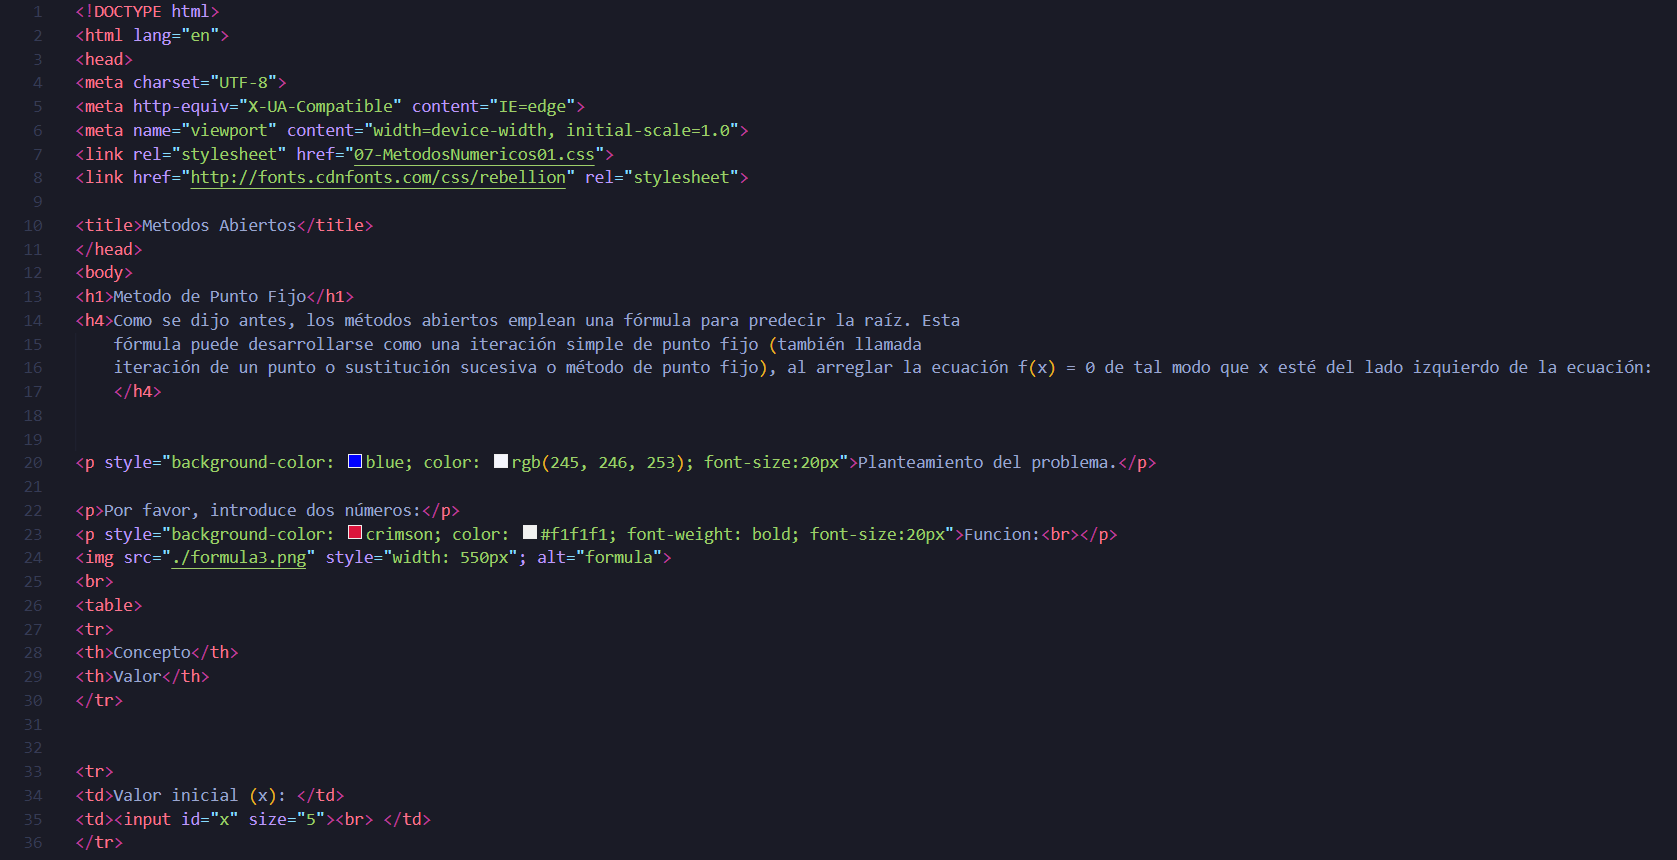 1 <!DOCTYPE html>
2 <html lang="en">
3 <head>
4 <meta charset="UTF-8">
5 <meta http-equiv="X-UA-Compatible" content="IE=edge">
6 <meta name="viewport" content="width=device-width, initial-scale=1.0">
7 <link rel="stylesheet" href="07-MetodosNumericos01.css">
8 <link href="http://fonts.cdnfonts.com/css/rebellion" rel="stylesheet">
9
10 <title>Metodos Abiertos</title>
11 </head>
12 <body>
13 <h1>Metodo de Punto Fijo</h1>
14 <h4>Como se dijo antes, los métodos abiertos emplean una fórmula para predecir la raíz. Esta
15 fórmula puede desarrollarse como una iteración simple de punto fijo (también llamada
16 iteración de un punto o sustitución sucesiva o método de punto fijo), al arreglar la ecuación f(x) = 0 de tal modo que x esté del lado izquierdo de la ecuación:
17 </h4>
18
19
20 <p style="background-color: blue; color: rgb(245, 246, 253); font-size:20px">Planteamiento del problema.</p>
21
22 <p>Por favor, introduce dos números:</p>
23 <p style="background-color: crimson; color: #f1f1f1; font-weight: bold; font-size:20px">Funcion:<br></p>
24 <img src="./formula3.png" style="width: 550px"; alt="formula">
25 <br>
26 <table>
27 <tr>
28 <th>Concepto</th>
29 <th>Valor</th>
30 </tr>
31
32
33 <tr>
34 <td>Valor inicial (x): </td>
35 <td><input id="x" size="5"><br> </td>
36 </tr>